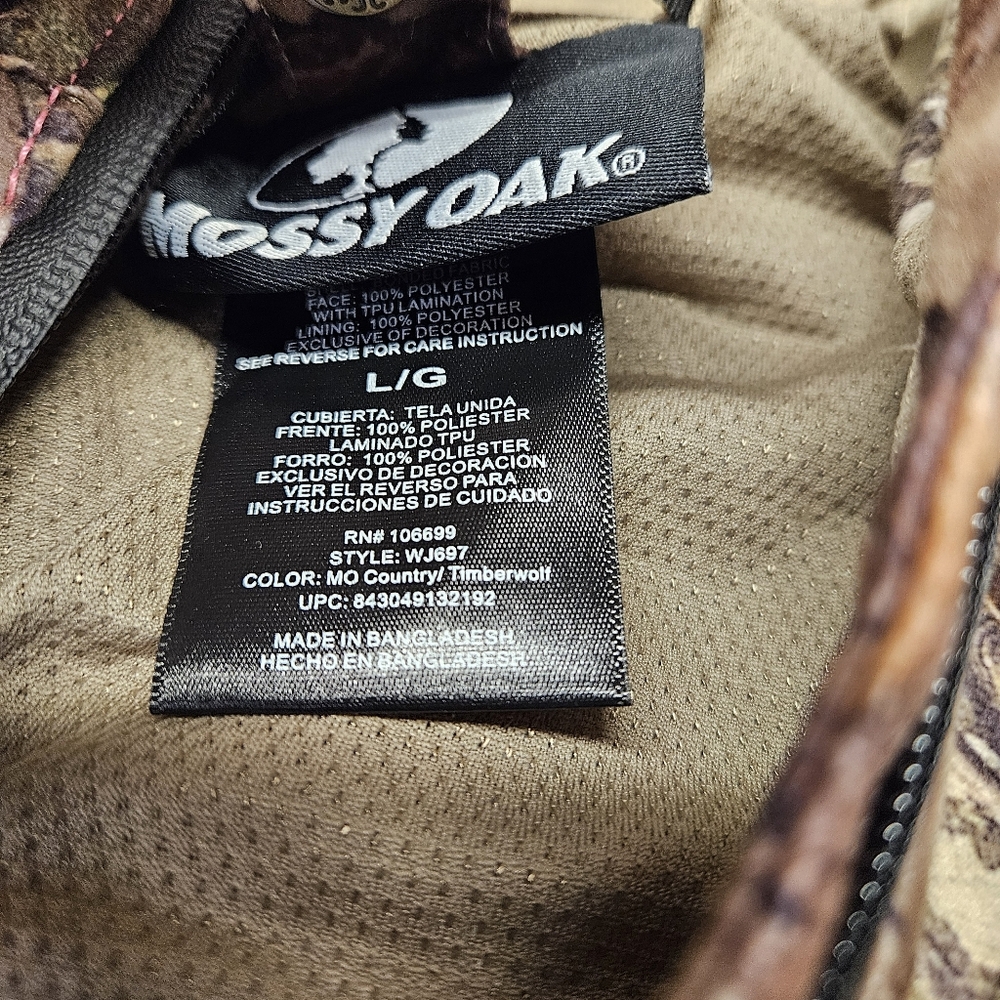 MOSSY OAK®
FABRIC
FACE: 100% POLYESTER
WITH TPU LAMINATION
LINING: 100% POLYESTER
EXCLUSIVE OF DECORATION
SEE REVERSE FOR CARE INSTRUCTION
L/G
CUBIERTA: TELA UNIDA
FRENTE: 100% POLIESTER
LAMINADO TPU
FORRO: 100% POLIESTER
EXCLUSIVO DE DECORACIÓN
VER EL REVERSO PARA
INSTRUCCIONES DE CUIDADO
RN# 106699
STYLE: WJ697
COLOR: MO Country/ Timberwolf
UPC: 843049132192
MADE IN BANGLADESH
HECHO EN BANGLADESH